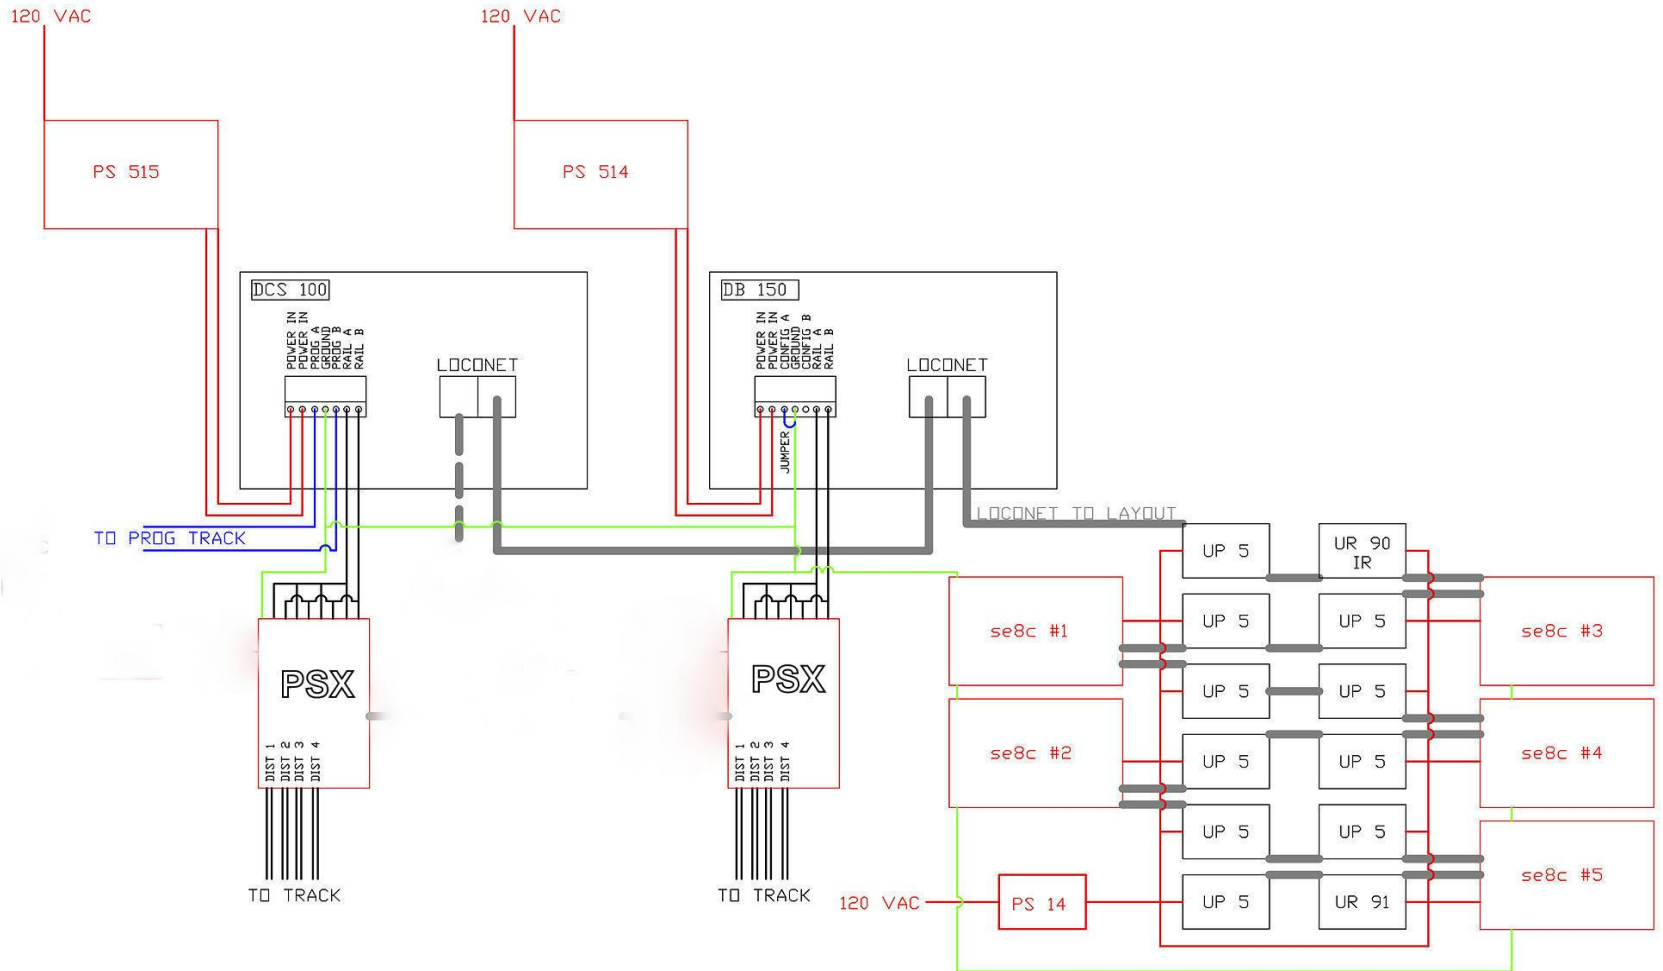 120 VAC
120 VAC
PS 515
PS 514
DCS 100
DB 150
POWER IN
POWER IN
PROG A
GROUND
PROG B
RAIL A
RAIL B
POWER IN
POWER IN
CONFIG A
GROUND
CONFIG B
RAIL A
RAIL B
LOCONET
LOCONET
JUMPER
TO PROG TRACK
LOCONET TO LAYOUT
UP 5
UR 90
IR
se8c #1
UP 5
UP 5
se8c #3
PSX
PSX
UP 5
UP 5
se8c #2
UP 5
UP 5
se8c #4
DIST 1
DIST 2
DIST 3
DIST 4
DIST 1
DIST 2
DIST 3
DIST 4
UP 5
UP 5
se8c #5
TO TRACK
TO TRACK
120 VAC
PS 14
UP 5
UR 91